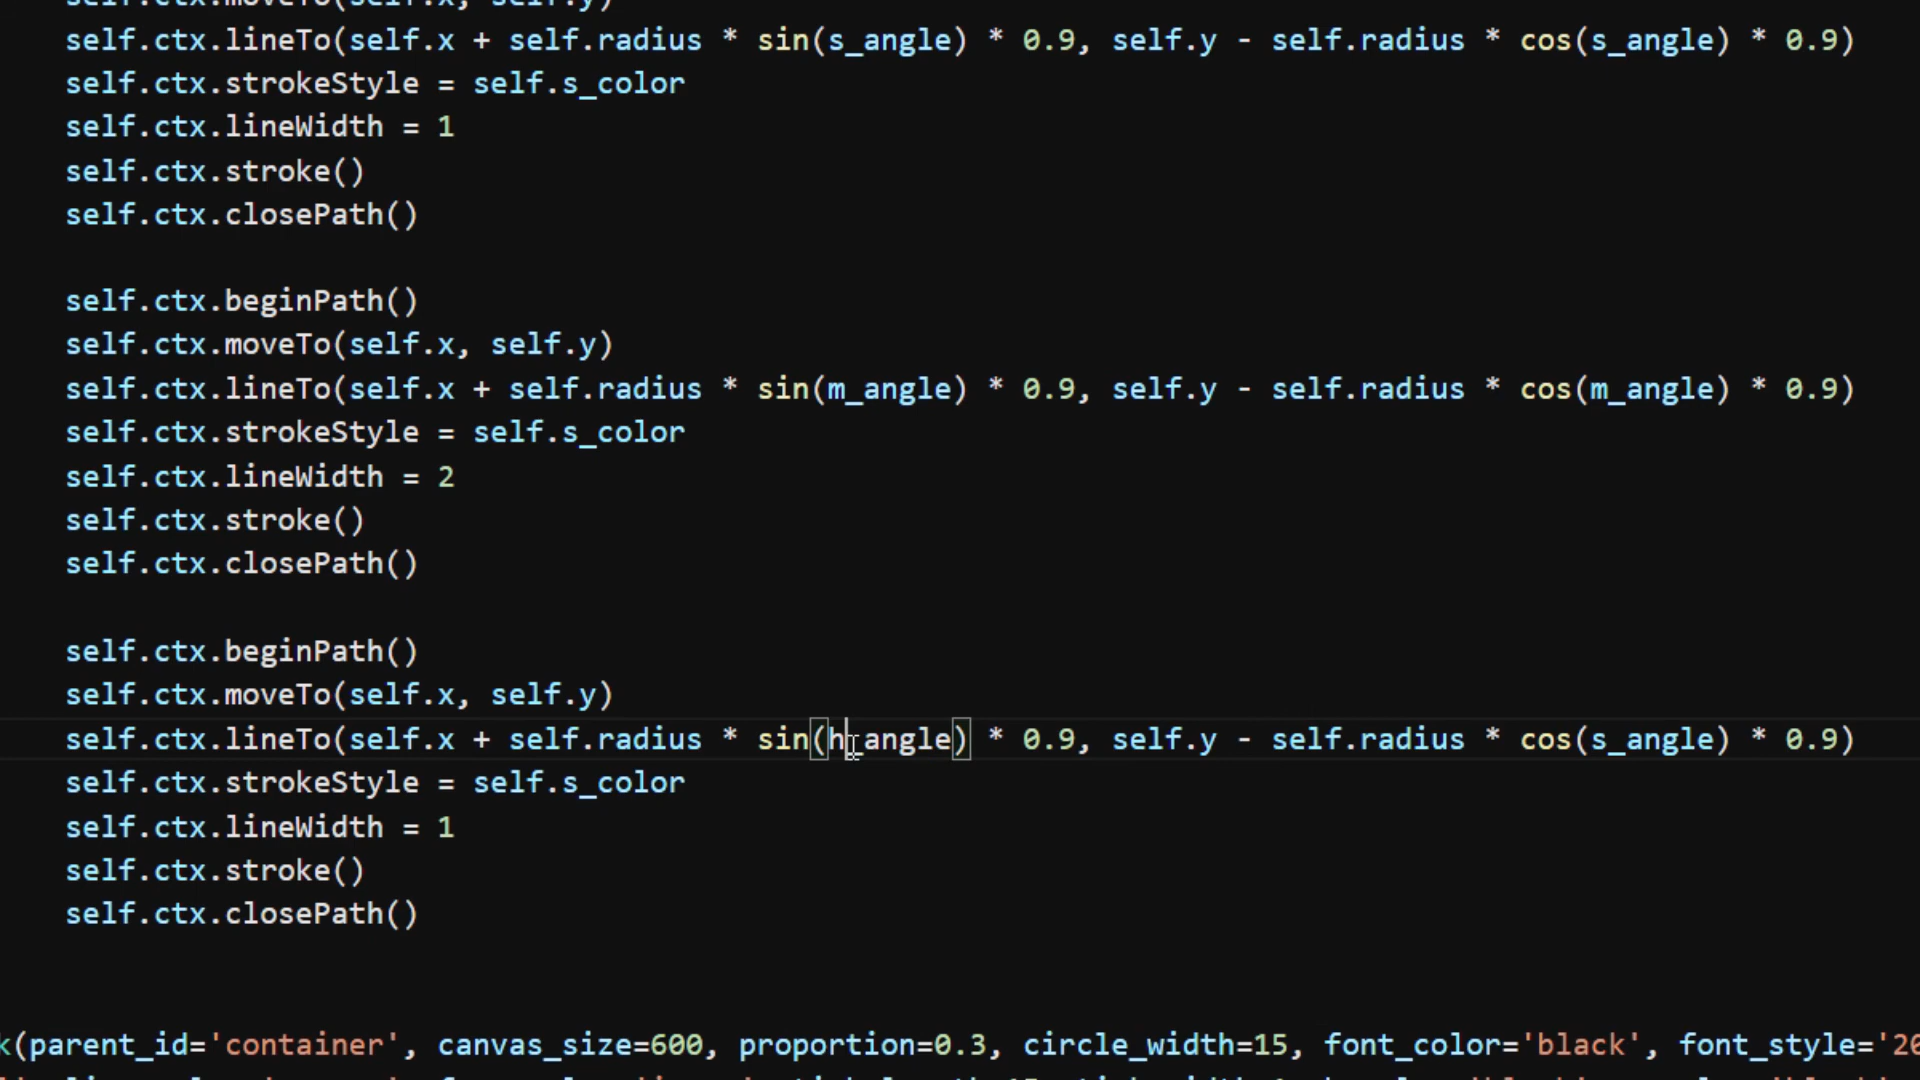 self.ctx.moveTo(self.x, self.y)
self.ctx.lineTo(self.x + self.radius * sin(s_angle) * 0.9, self.y - self.radius * cos(s_angle) * 0.9)
self.ctx.strokeStyle = self.s_color
self.ctx.lineWidth = 1
self.ctx.stroke()
self.ctx.closePath()
self.ctx.beginPath()
self.ctx.moveTo(self.x, self.y)
self.ctx.lineTo(self.x + self.radius * sin(m_angle) * 0.9, self.y - self.radius * cos(m_angle) * 0.9)
self.ctx.strokeStyle = self.s_color
self.ctx.lineWidth = 2
self.ctx.stroke()
self.ctx.closePath()
self.ctx.beginPath()
self.ctx.moveTo(self.x, self.y)
self.ctx.lineTo(self.x + self.radius * sin(h_angle) * 0.9, self.y - self.radius * cos(s_angle) * 0.9)
self.ctx.strokeStyle = self.s_color
self.ctx.lineWidth = 1
self.ctx.stroke()
self.ctx.closePath()
k(parent_id='container', canvas_size=600, proportion=0.3, circle_width=15, font_color='black', font_style='20